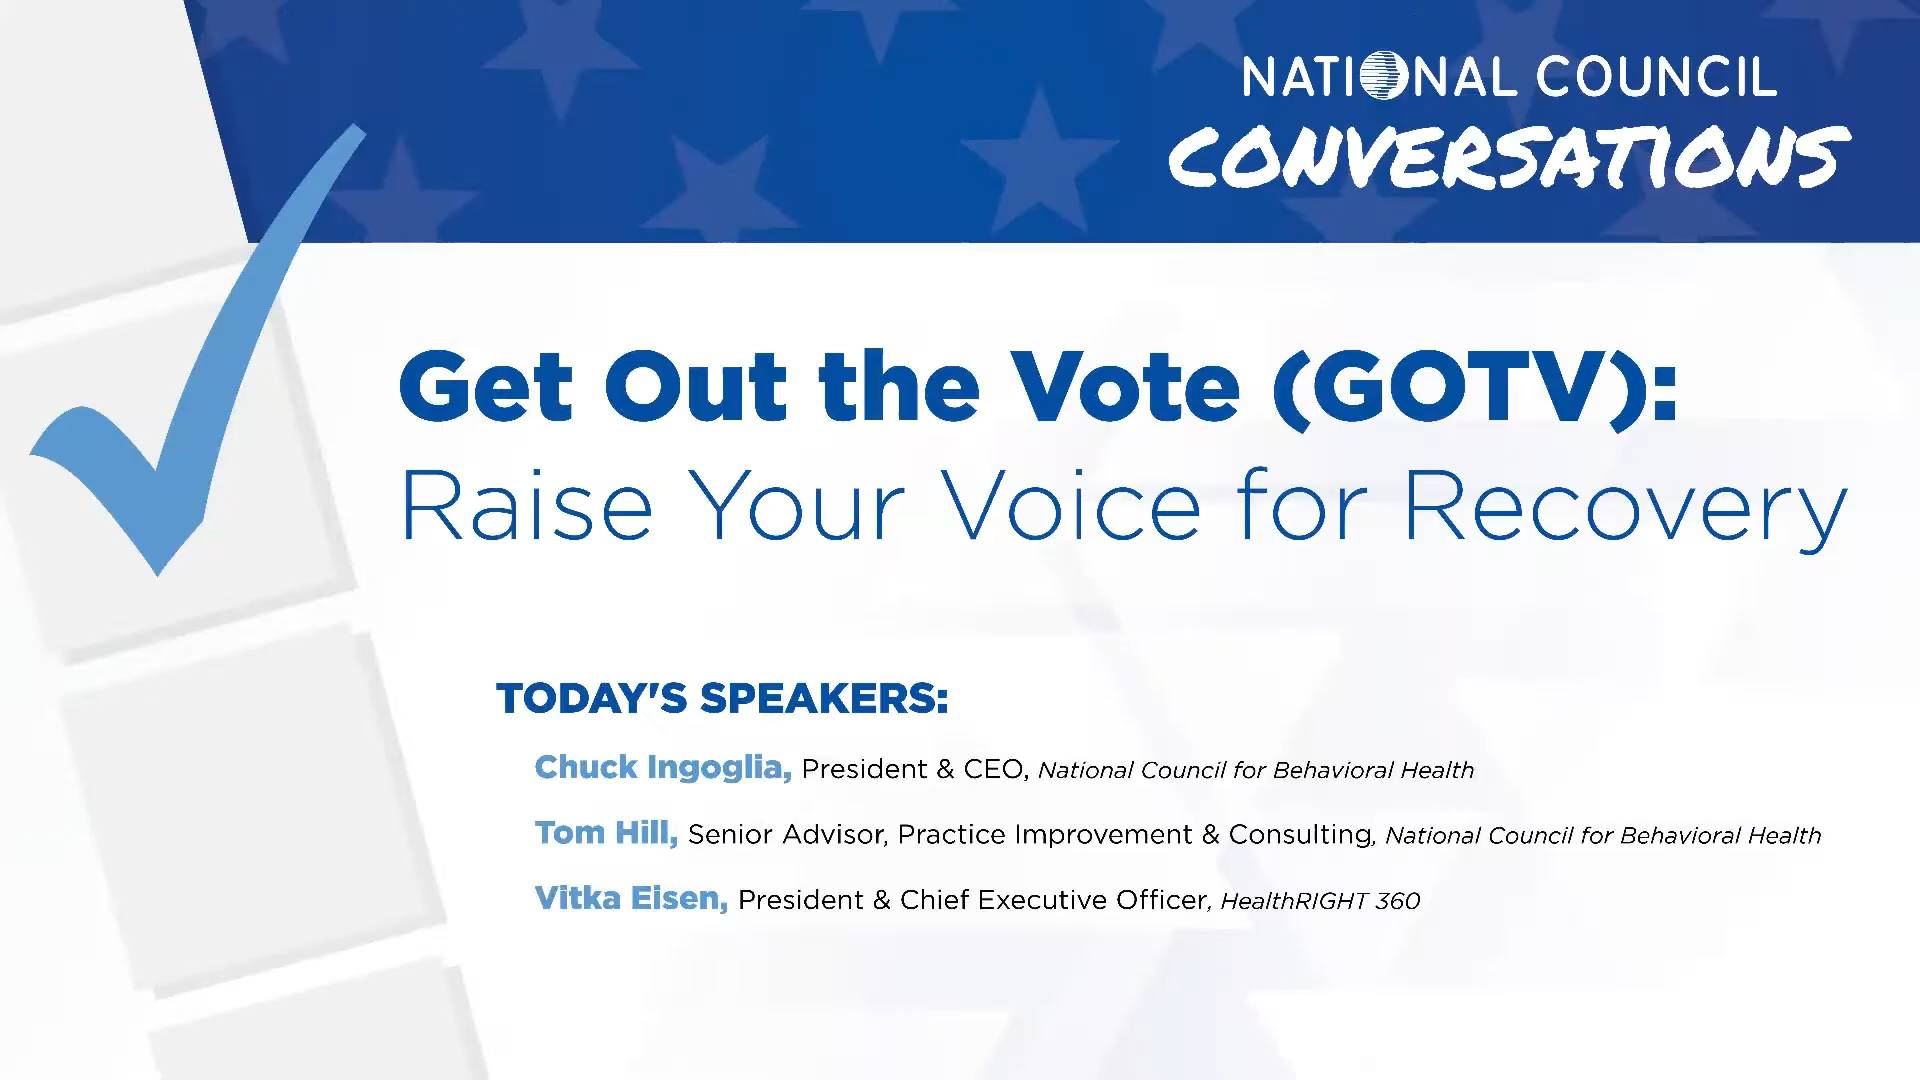 NATIONAL COUNCIL
CONVERSATIONS
Get Out the Vote (GOTV):
Raise Your Voice for Recovery
TODAY'S SPEAKERS:
Chuck Ingoglia, President & CEO, National Council for Behavioral Health
Tom Hill, Senior Advisor, Practice Improvement & Consulting, National Council for Behavioral Health
Vitka Eisen, President & Chief Executive Officer, HealthRIGHT 360